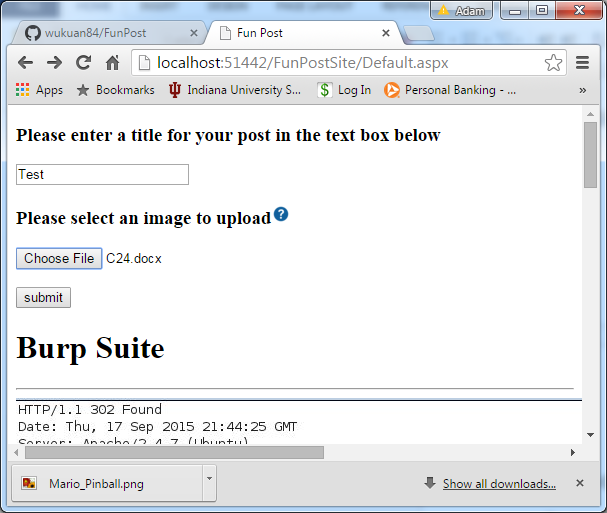 Adam
wukuan84/FunPost
Fun Post
localhost:51442/FunPostSite/Default.aspx
Apps Bookmarks Indiana University S... Log In Personal Banking - ... »
Please enter a title for your post in the text box below
Test
Please select an image to upload ?
Choose File C24.docx
submit
Burp Suite
HTTP/1.1 302 Found
Date: Thu, 17 Sep 2015 21:44:25 GMT
Server: Apache/2.4.7 (Ubuntu)
Mario_Pinball.png
Show all downloads...